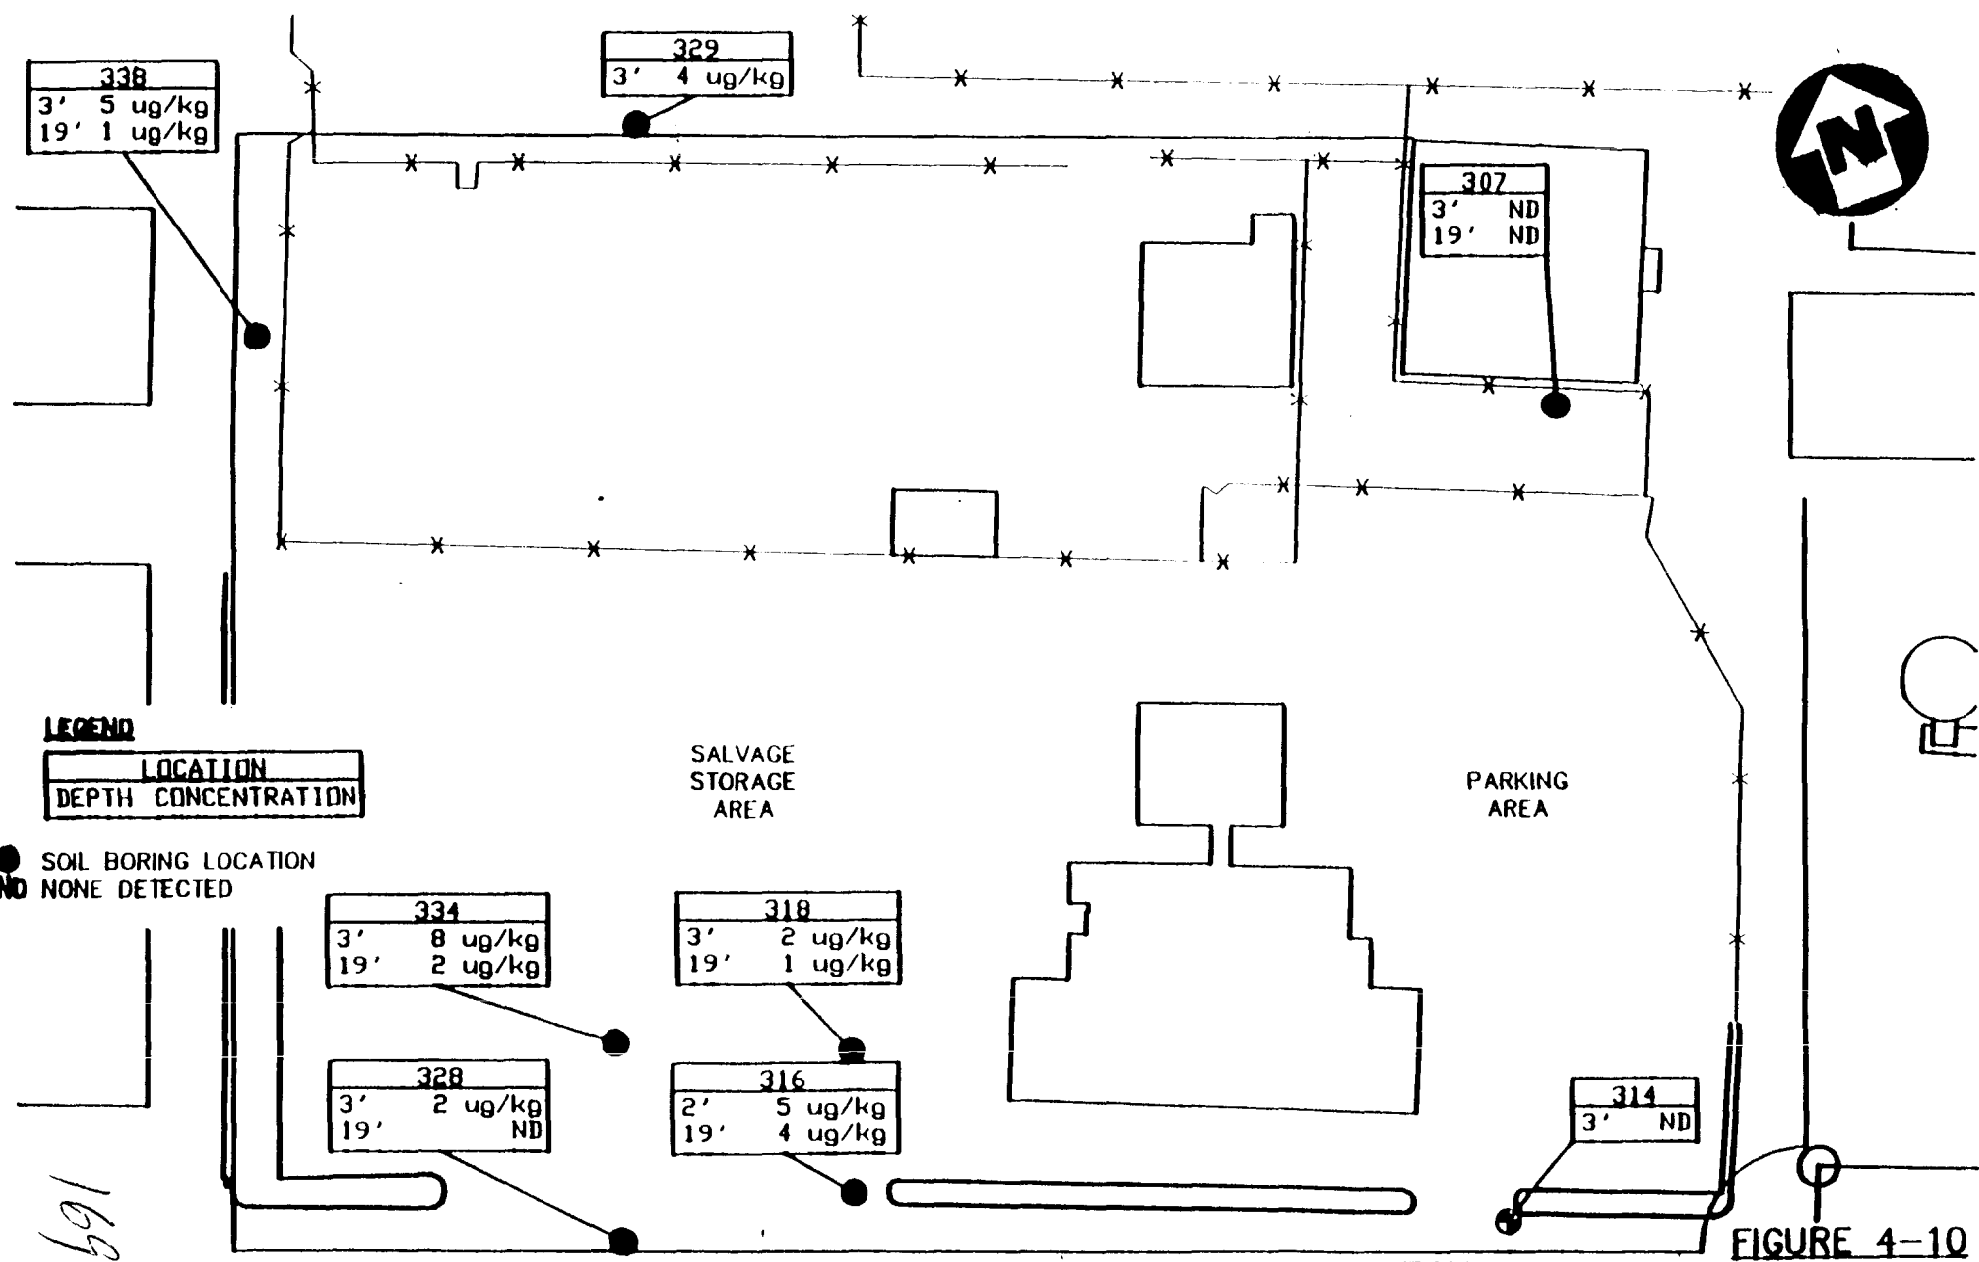 338
3' 5 ug/kg
19' 1 ug/kg
329
3' 4 ug/kg
N
307
3' ND
19' ND
LEGEND
LOCATION
DEPTH CONCENTRATION
SOIL BORING LOCATION
ND NONE DETECTED
SALVAGE
STORAGE
AREA
PARKING
AREA
334
3' 8 ug/kg
19' 2 ug/kg
318
3' 2 ug/kg
19' 1 ug/kg
328
3' 2 ug/kg
19' ND
316
2' 5 ug/kg
19' 4 ug/kg
314
3' ND
169
FIGURE 4-10